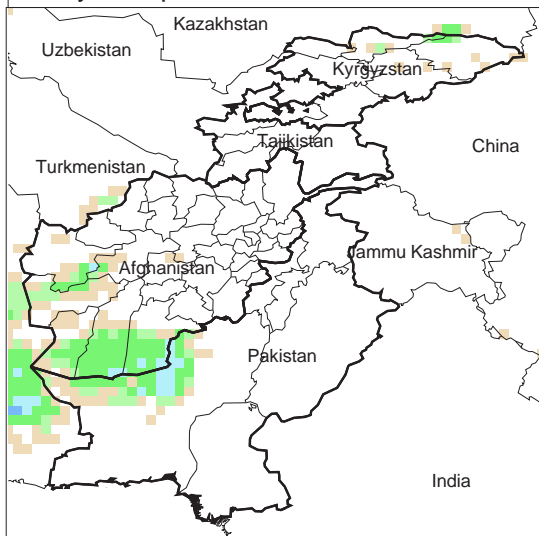 Kazakhstan
Uzbekistan
Kyrgyzstan
Tajikistan
China
Turkmenistan
Jammu Kashmir
Afghanistan
Pakistan
India